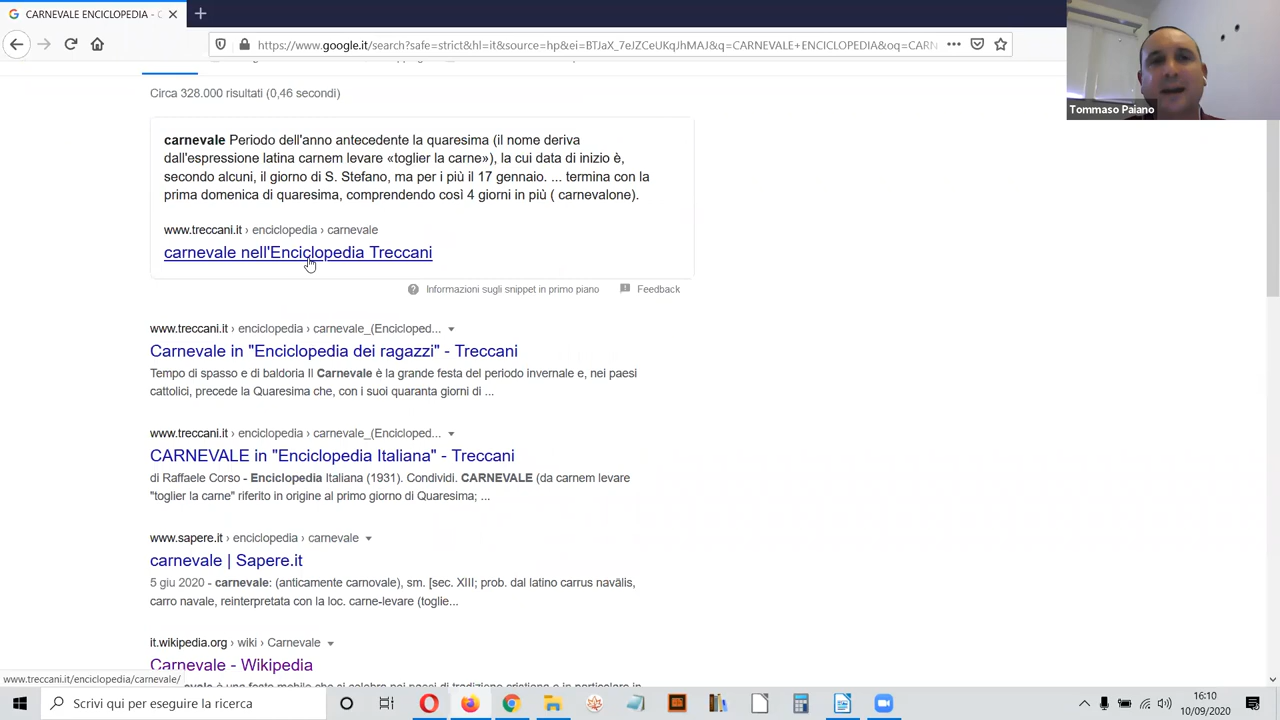 CARNEVALE ENCICLOPEDIA - C
https://www.google.it/search?safe=strict&hl=it&source=hp&ei=BTJaX_7eJZCeUKqJhMAJ&q=CARNEVALE+ENCICLOPEDIA&oq=CARN
Tommaso Paiano
Circa 328.000 risultati (0,46 secondi)
carnevale Periodo dell'anno antecedente la quaresima (il nome deriva
dall'espressione latina carnem levare «toglier la carne»), la cui data di inizio è,
secondo alcuni, il giorno di S. Stefano, ma per i più il 17 gennaio. ... termina con la
prima domenica di quaresima, comprendendo così 4 giorni in più ( carnevalone).
www.treccani.it › enciclopedia › carnevale
carnevale nell'Enciclopedia Treccani
Informazioni sugli snippet in primo piano Feedback
www.treccani.it › enciclopedia › carnevale_(Encicloped...
Carnevale in "Enciclopedia dei ragazzi" - Treccani
Tempo di spasso e di baldoria Il Carnevale è la grande festa del periodo invernale e, nei paesi
cattolici, precede la Quaresima che, con i suoi quaranta giorni di ...
www.treccani.it › enciclopedia › carnevale_(Encicloped...
CARNEVALE in "Enciclopedia Italiana" - Treccani
di Raffaele Corso - Enciclopedia Italiana (1931). Condividi. CARNEVALE (da carnem levare
"toglier la carne" riferito in origine al primo giorno di Quaresima; ...
www.sapere.it › enciclopedia › carnevale
carnevale | Sapere.it
5 giu 2020 - carnevale: (anticamente carnovale), sm. [sec. XIII; prob. dal latino carrus navālis,
carro navale, reinterpretata con la loc. carne-levare (toglie...
it.wikipedia.org › wiki › Carnevale
Carnevale - Wikipedia
www.treccani.it/enciclopedia/carnevale/
Scrivi qui per eseguire la ricerca
16:10
10/09/2020